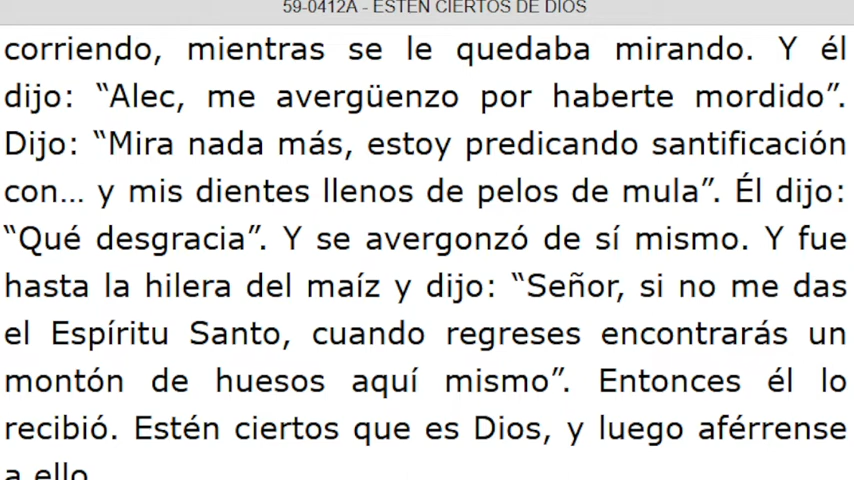 59-0412A - ESTÉN CIERTOS DE DIOS
corriendo, mientras se le quedaba mirando. Y él
dijo: “Alec, me avergüenzo por haberte mordido”.
Dijo: “Mira nada más, estoy predicando santificación
con… y mis dientes llenos de pelos de mula”. Él dijo:
“Qué desgracia”. Y se avergonzó de sí mismo. Y fue
hasta la hilera del maíz y dijo: “Señor, si no me das
el Espíritu Santo, cuando regreses encontrarás un
montón de huesos aquí mismo”. Entonces él lo
recibió. Estén ciertos que es Dios, y luego aférrense
a ello